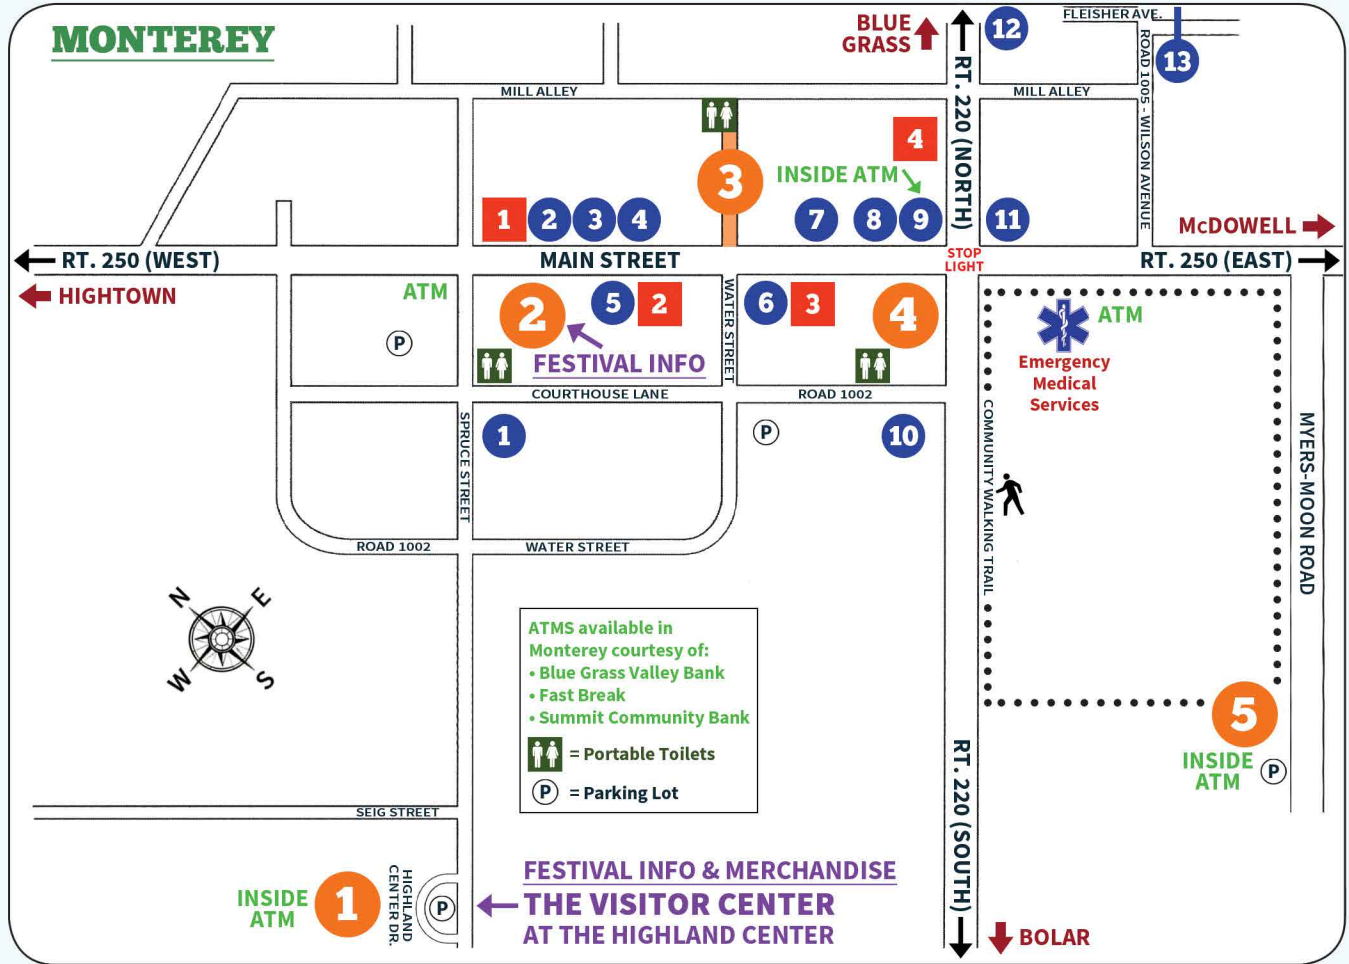 MONTEREY
BLUE
GRASS
12
FLEISHER AVE.
13
ROAD 1005 - WILSON AVENUE
RT. 220 (NORTH)
MILL ALLEY
MILL ALLEY
4
3
INSIDE ATM
1
2
3
4
7
8
9
11
McDOWELL
RT. 250 (WEST)
MAIN STREET
STOP
LIGHT
RT. 250 (EAST)
HIGHTOWN
ATM
2
5
2
WATER STREET
6
3
4
ATM
P
FESTIVAL INFO
Emergency
Medical
Services
COURTHOUSE LANE
ROAD 1002
SPRUCE STREET
1
P
10
COMMUNITY WALKING TRAIL
MYERS-MOON ROAD
ROAD 1002
WATER STREET
N
E
W
S
ATMS available in
Monterey courtesy of:
• Blue Grass Valley Bank
• Fast Break
• Summit Community Bank
= Portable Toilets
P = Parking Lot
5
INSIDE
ATM
P
RT. 220 (SOUTH)
SEIG STREET
INSIDE
ATM
1
HIGHLAND
CENTER DR.
P
FESTIVAL INFO & MERCHANDISE
THE VISITOR CENTER
AT THE HIGHLAND CENTER
BOLAR